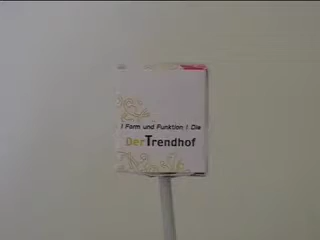 | Form und Funktion | Die
DerTrendhof